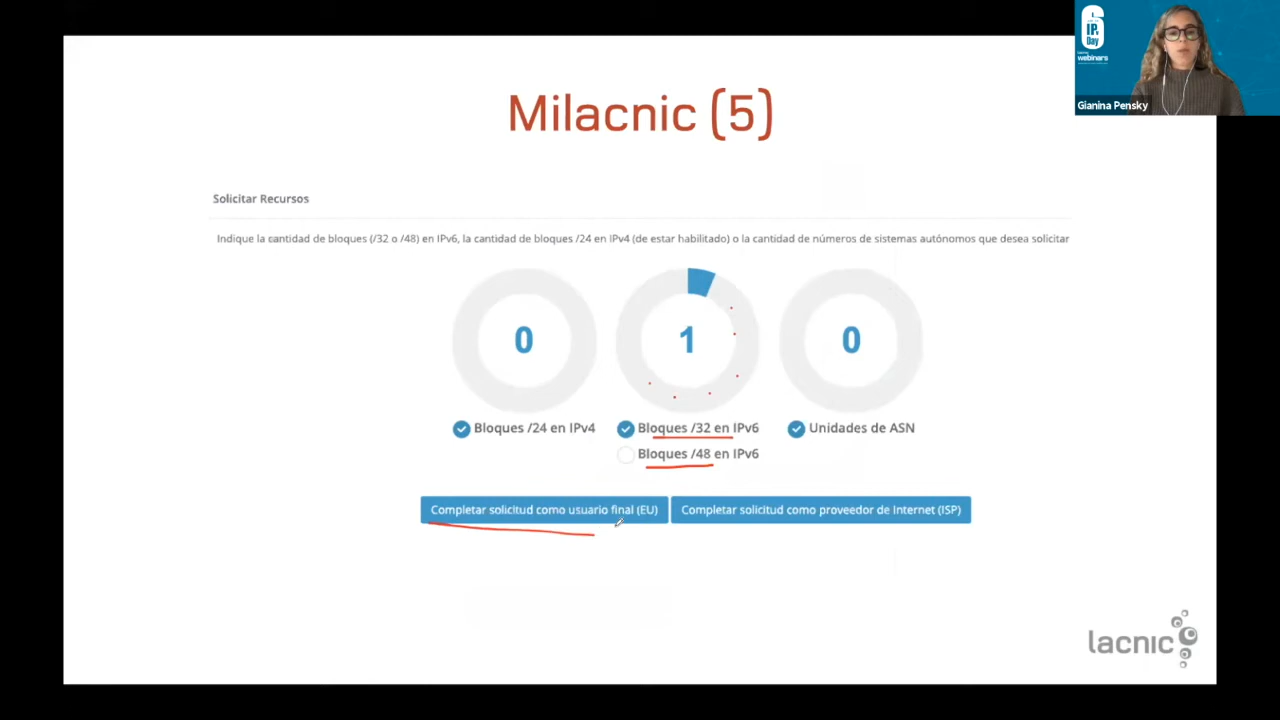 6
IPv6
Day
webinars
Gianina Pensky
Milacnic (5)
Solicitar Recursos
Indique la cantidad de bloques (/32 o /48) en IPv6, la cantidad de bloques /24 en IPv4 (de estar habilitado) o la cantidad de números de sistemas autónomos que desea solicitar
0
1
0
Bloques /24 en IPv4
Bloques /32 en IPv6
Unidades de ASN
Bloques /48 en IPv6
Completar solicitud como usuario final (EU)
Completar solicitud como proveedor de Internet (ISP)
lacnic